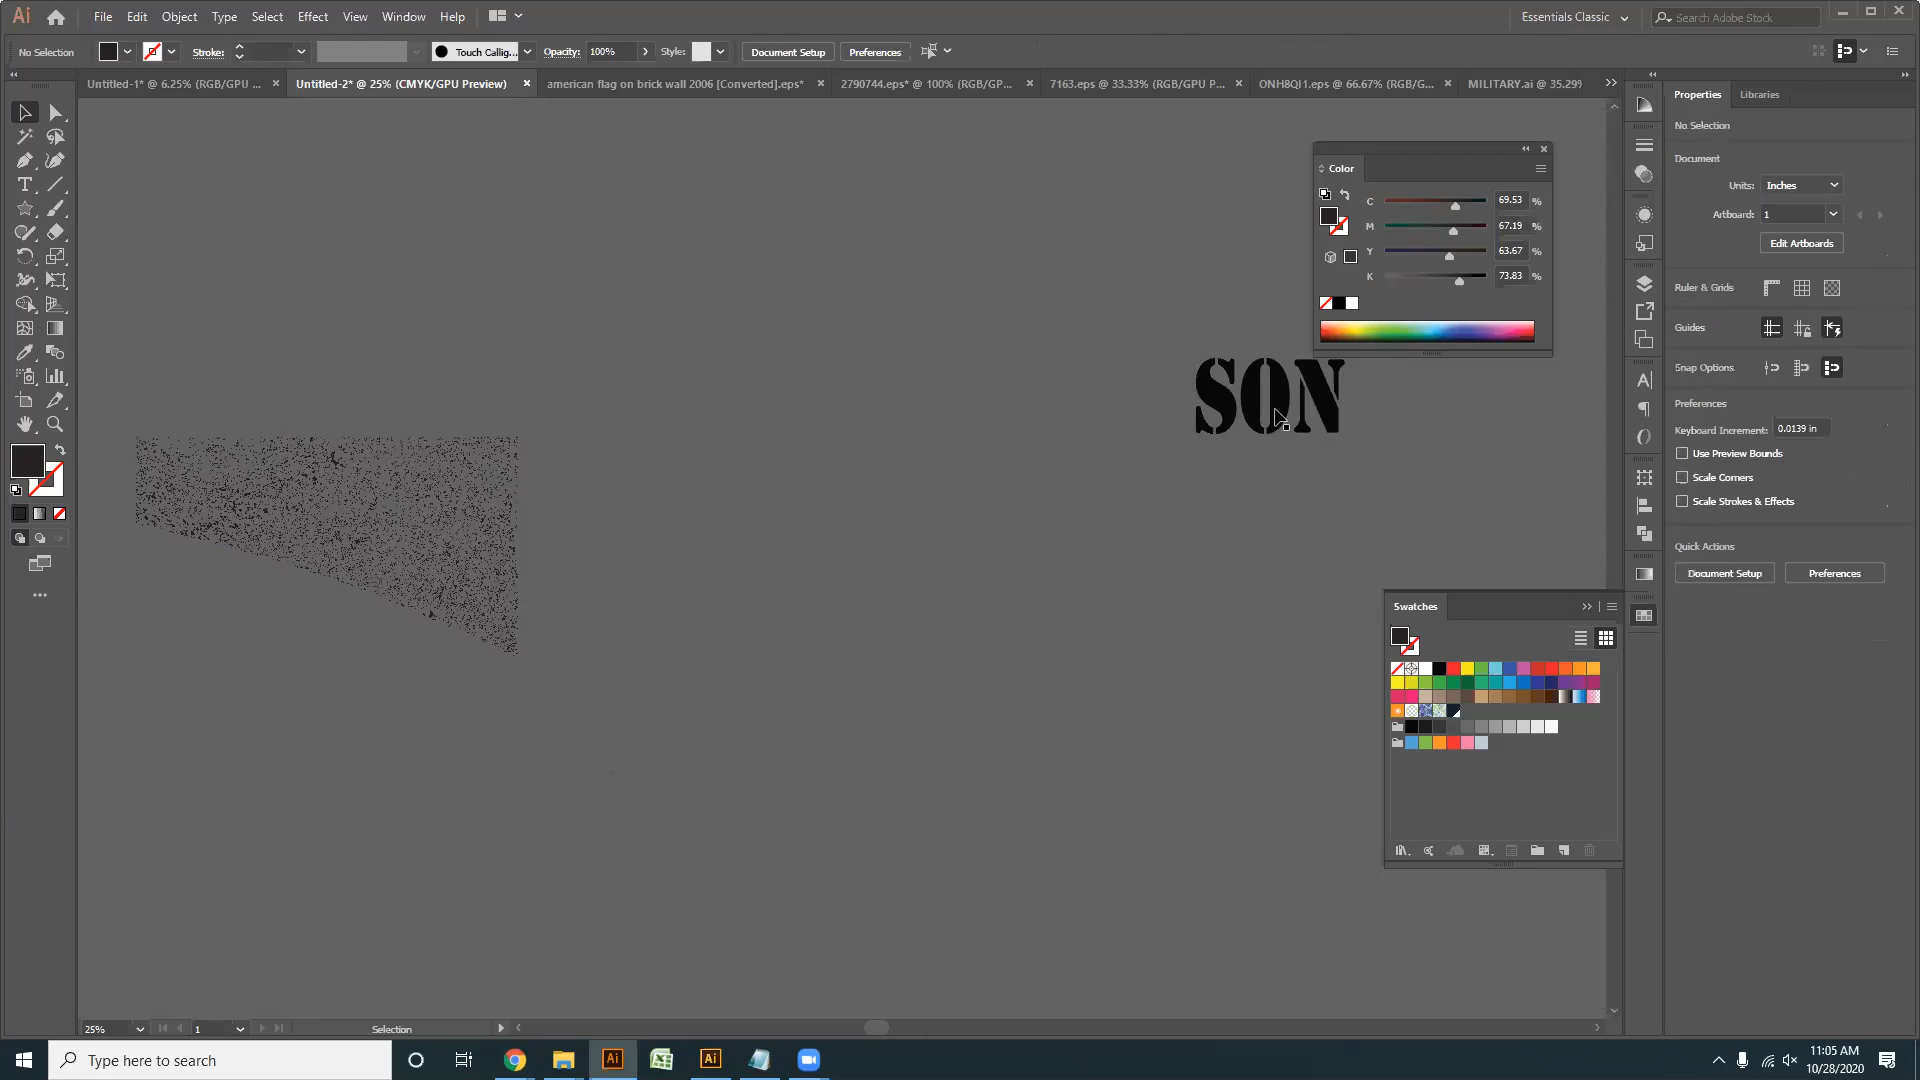 Ai File Edit Object Type Select Effect View Window Help Essentials Classic Search Adobe Stock
No Selection Stroke: Touch Callig... Opacity: 100% Style: Document Setup Preferences
Untitled-1* @ 6.25% (RGB/GPU ... × Untitled-2* @ 25% (CMYK/GPU Preview) × american flag on brick wall 2006 [Converted].eps* × 2790744.eps* @ 100% (RGB/GP... × 7163.eps @ 33.33% (RGB/GPU P... × ONH8QI1.eps @ 66.67% (RGB/G... × MILITARY.ai @ 35.29%
Properties Libraries
No Selection
Document
Units: Inches
Artboard: 1
Edit Artboards
Ruler & Grids
Guides
Snap Options
Preferences
Keyboard Increment: 0.0139 in
Use Preview Bounds
Scale Corners
Scale Strokes & Effects
Quick Actions
Document Setup Preferences
Color
C 69.53 %
M 67.19 %
Y 63.67 %
K 73.83 %
SON
Swatches
25% 1 Selection
Type here to search
11:05 AM
10/28/2020